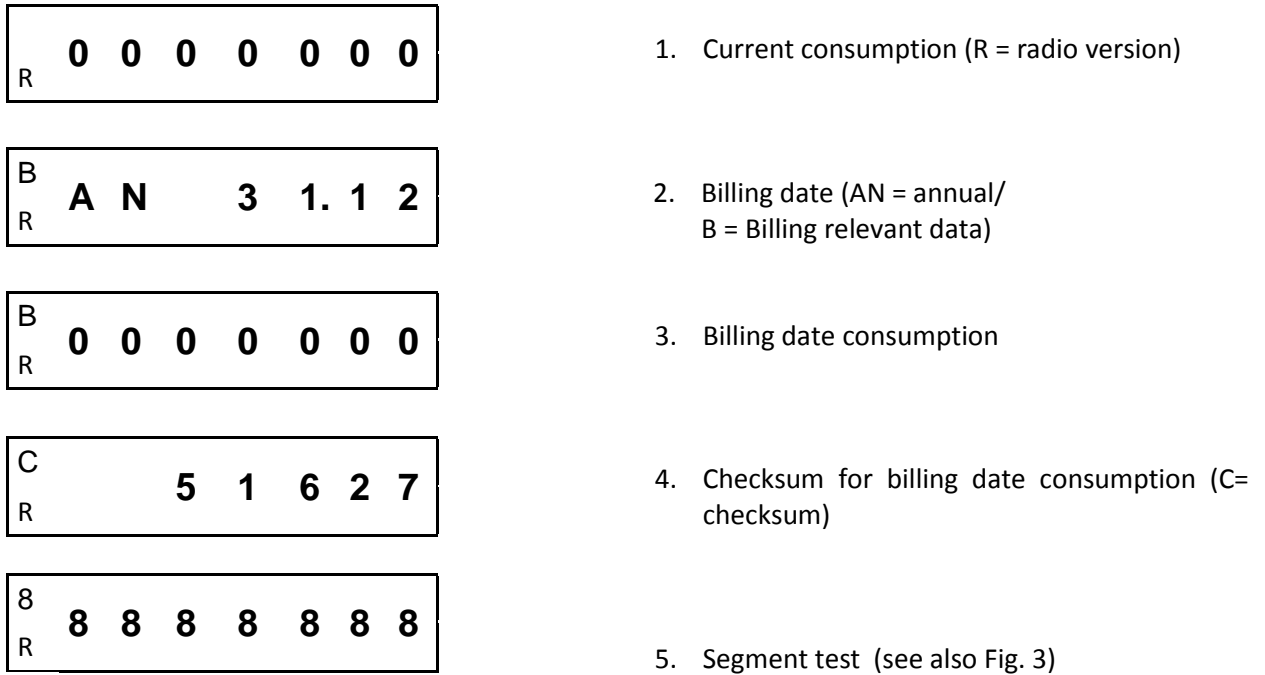 R 0 0 0 0 0 0 0
1. Current consumption (R = radio version)
B
R A N 3 1. 1 2
2. Billing date (AN = annual/
B = Billing relevant data)
B
R 0 0 0 0 0 0 0
3. Billing date consumption
C
R 5 1 6 2 7
4. Checksum for billing date consumption (C=
checksum)
8
R 8 8 8 8 8 8 8
5. Segment test (see also Fig. 3)